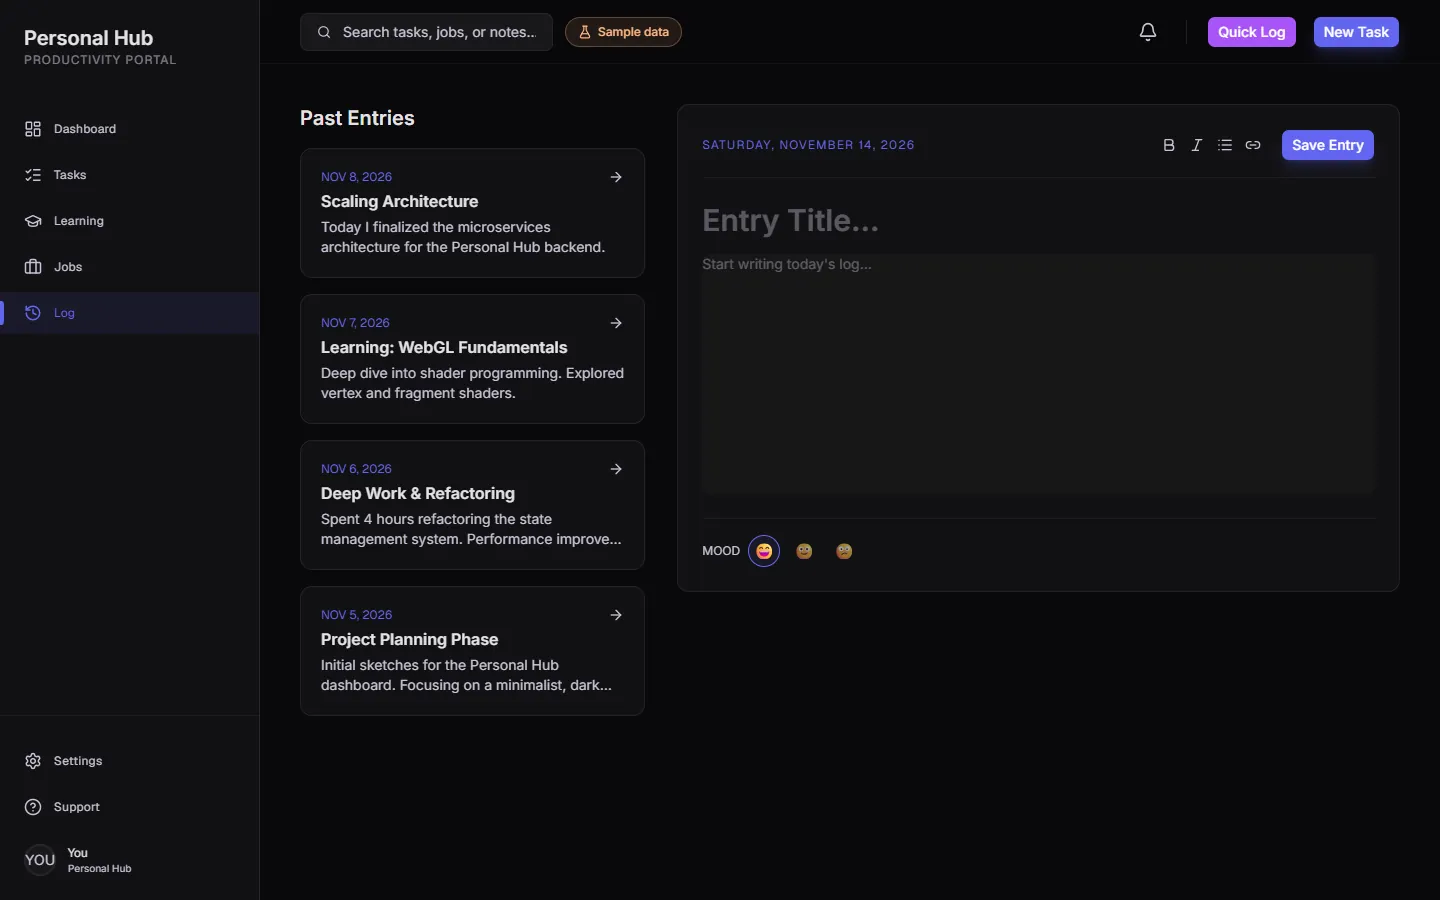 Personal Hub
PRODUCTIVITY PORTAL
Dashboard
Tasks
Learning
Jobs
Log
Settings
Support
YOU
You
Personal Hub
Search tasks, jobs, or notes...
Sample data
Quick Log
New Task
Past Entries
NOV 8, 2026
Scaling Architecture
Today I finalized the microservices
architecture for the Personal Hub backend.
NOV 7, 2026
Learning: WebGL Fundamentals
Deep dive into shader programming. Explored
vertex and fragment shaders.
NOV 6, 2026
Deep Work & Refactoring
Spent 4 hours refactoring the state
management system. Performance improve...
NOV 5, 2026
Project Planning Phase
Initial sketches for the Personal Hub
dashboard. Focusing on a minimalist, dark...
SATURDAY, NOVEMBER 14, 2026
B I
Save Entry
Entry Title...
Start writing today's log...
MOOD